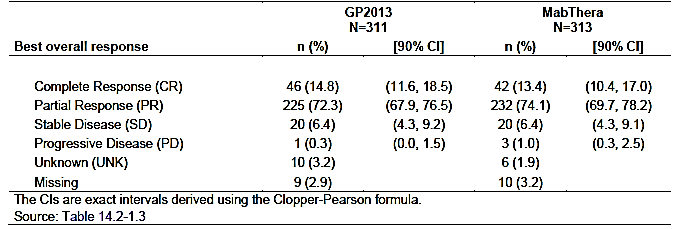 GP2013 MabThera
N=311 N=313
Best overall response n (%) [90% CI] n (%) [90% CI]
Complete Response (CR) 46 (14.8) (11.6, 18.5) 42 (13.4) (10.4, 17.0)
Partial Response (PR) 225 (72.3) (67.9, 76.5) 232 (74.1) (69.7, 78.2)
Stable Disease (SD) 20 (6.4) (4.3, 9.2) 20 (6.4) (4.3, 9.1)
Progressive Disease (PD) 1 (0.3) (0.0, 1.5) 3 (1.0) (0.3, 2.5)
Unknown (UNK) 10 (3.2) 6 (1.9)
Missing 9 (2.9) 10 (3.2)
The CIs are exact intervals derived using the Clopper-Pearson formula.
Source: Table 14.2-1.3